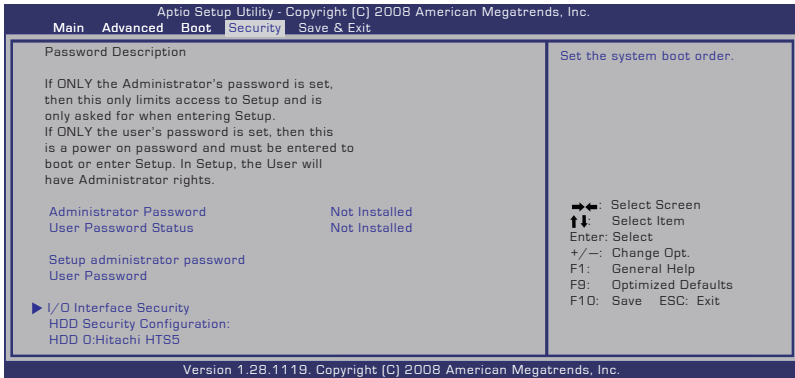 Aptio Setup Utility - Copyright (C) 2008 American Megatrends, Inc.
Main Advanced Boot Security Save & Exit
Password Description
If ONLY the Administrator's password is set,
then this only limits access to Setup and is
only asked for when entering Setup.
If ONLY the user's password is set, then this
is a power on password and must be entered to
boot or enter Setup. In Setup, the User will
have Administrator rights.
Administrator Password Not Installed
User Password Status Not Installed
Setup administrator password
User Password
I/O Interface Security
HDD Security Configuration:
HDD 0:Hitachi HTS5
Set the system boot order.
→←: Select Screen
↑↓: Select Item
Enter: Select
+/—: Change Opt.
F1: General Help
F9: Optimized Defaults
F10: Save ESC: Exit
Version 1.28.1119. Copyright (C) 2008 American Megatrends, Inc.